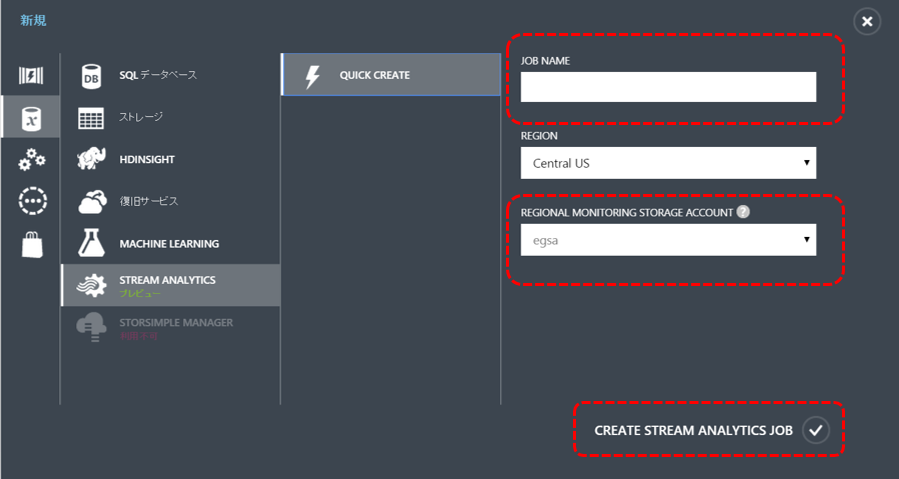 新規
DB
SQL データベース
ストレージ
HDINSIGHT
復旧サービス
MACHINE LEARNING
STREAM ANALYTICS
プレビュー
STORSIMPLE MANAGER
QUICK CREATE
JOB NAME
REGION
Central US
REGIONAL MONITORING STORAGE ACCOUNT ?
egsa
CREATE STREAM ANALYTICS JOB